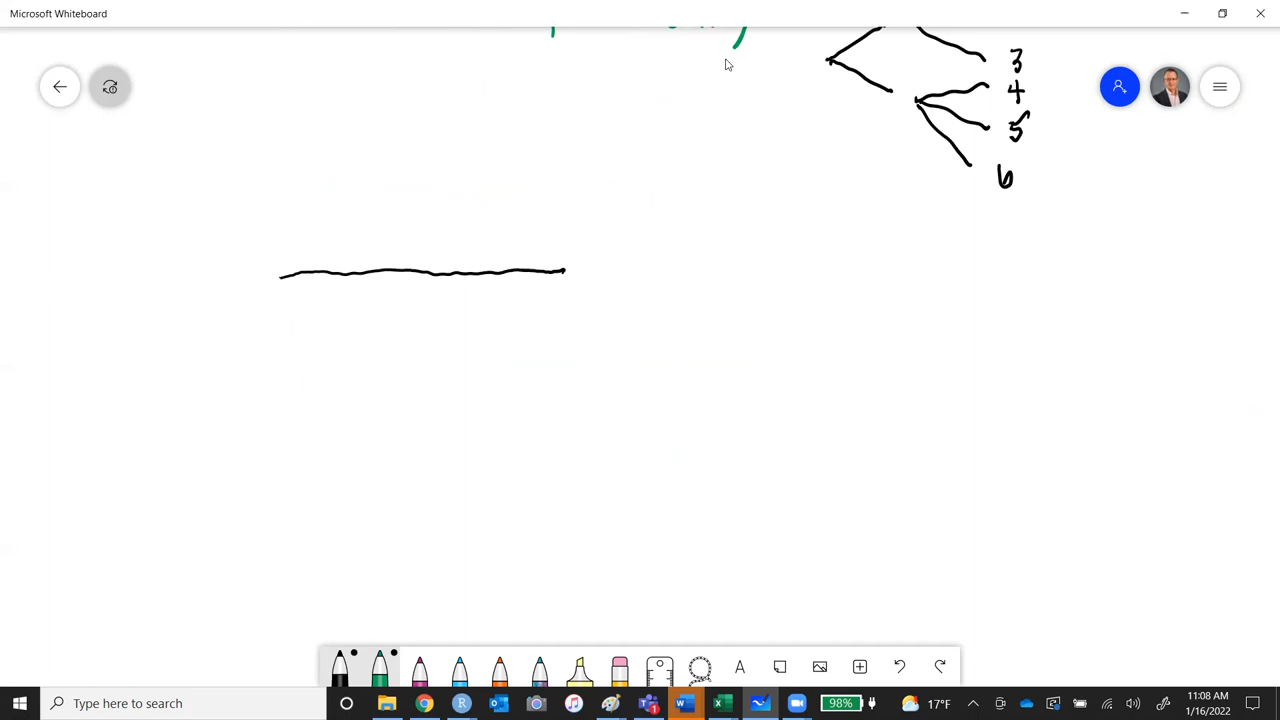 Microsoft Whiteboard
3
4
5
6
A
Type here to search
98%
17°F
11:08 AM
1/16/2022